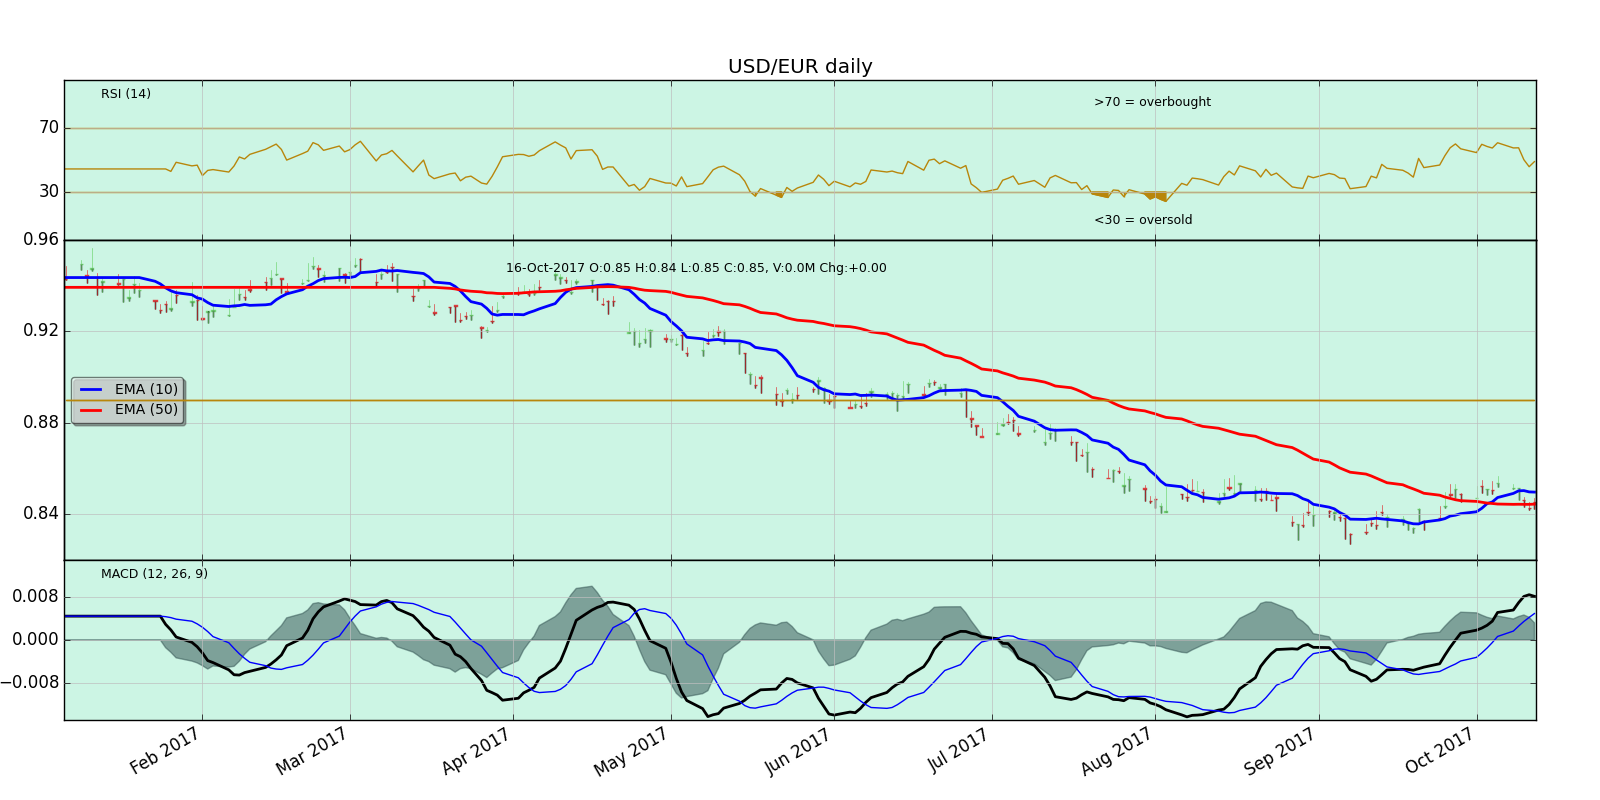 USD/EUR daily
RSI (14)
>70 = overbought
70
30
<30 = oversold
0.96
16-Oct-2017 O:0.85 H:0.84 L:0.85 C:0.85, V:0.0M Chg:+0.00
0.92
EMA (10)
EMA (50)
0.88
0.84
MACD (12, 26, 9)
0.008
0.000
−0.008
Feb 2017
Mar 2017
Apr 2017
May 2017
Jun 2017
Jul 2017
Aug 2017
Sep 2017
Oct 2017